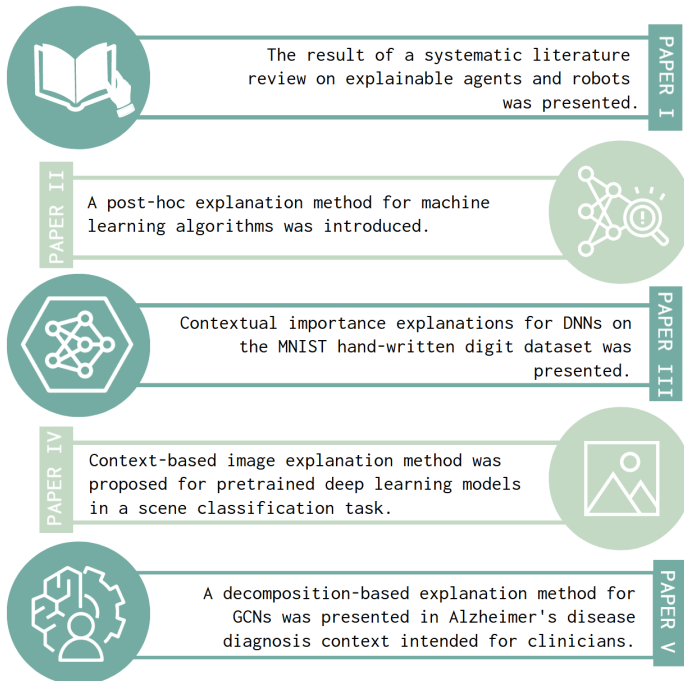 The result of a systematic literature
review on explainable agents and robots
was presented.
PAPER I
PAPER II
A post-hoc explanation method for machine
learning algorithms was introduced.
Contextual importance explanations for DNNs on
the MNIST hand-written digit dataset was
presented.
PAPER III
PAPER IV
Context-based image explanation method was
proposed for pretrained deep learning models
in a scene classification task.
A decomposition-based explanation method for
GCNs was presented in Alzheimer's disease
diagnosis context intended for clinicians.
PAPER V